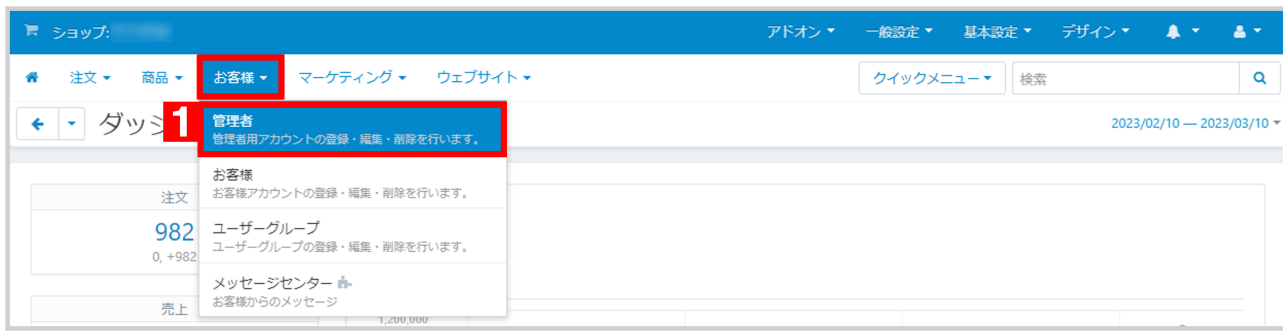 ショップ:
アドオン 一般設定 基本設定 デザイン
注文 商品 お客様 マーケティング ウェブサイト クイックメニュー 検索
ダッシ 1 2023/02/10 — 2023/03/10
管理者
管理者用アカウントの登録・編集・削除を行います。
お客様
お客様アカウントの登録・編集・削除を行います。
ユーザーグループ
ユーザーグループの登録・編集・削除を行います。
メッセージセンター
お客様からのメッセージ
注文
982
0, +982
売上
1,200,000